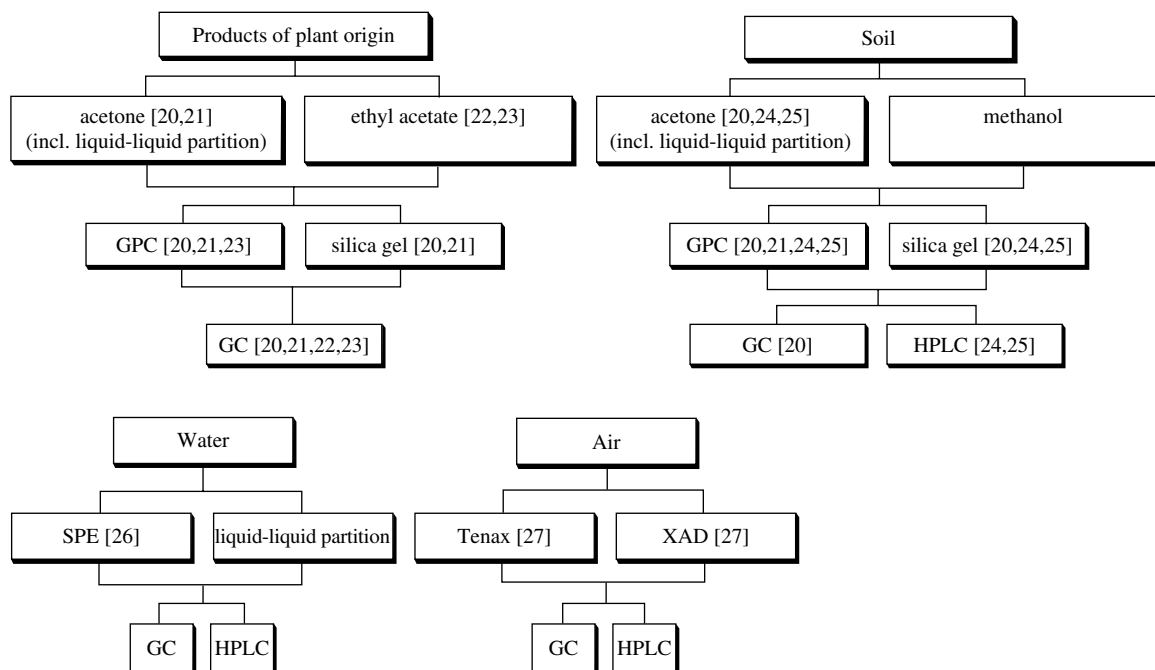 Products of plant origin
acetone [20,21]
(incl. liquid-liquid partition)
ethyl acetate [22,23]
GPC [20,21,23]
silica gel [20,21]
GC [20,21,22,23]
Soil
acetone [20,24,25]
(incl. liquid-liquid partition)
methanol
GPC [20,21,24,25]
silica gel [20,24,25]
GC [20]
HPLC [24,25]
Water
SPE [26]
liquid-liquid partition
GC
HPLC
Air
Tenax [27]
XAD [27]
GC
HPLC